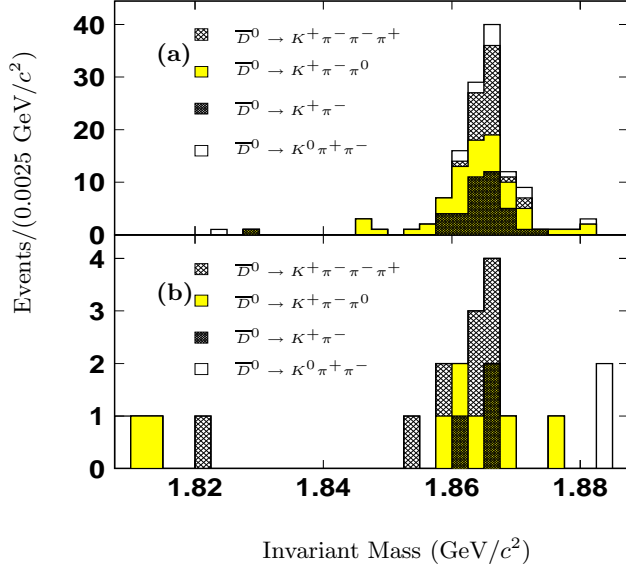 Events/(0.0025 GeV/c²)
40
30
20
10
0
(a)
D̅⁰ → K⁺π⁻π⁻π⁺
D̅⁰ → K⁺π⁻π⁰
D̅⁰ → K⁺π⁻
D̅⁰ → K⁰π⁺π⁻
4
3
2
1
0
(b)
D̅⁰ → K⁺π⁻π⁻π⁺
D̅⁰ → K⁺π⁻π⁰
D̅⁰ → K⁺π⁻
D̅⁰ → K⁰π⁺π⁻
1.82 1.84 1.86 1.88
Invariant Mass (GeV/c²)